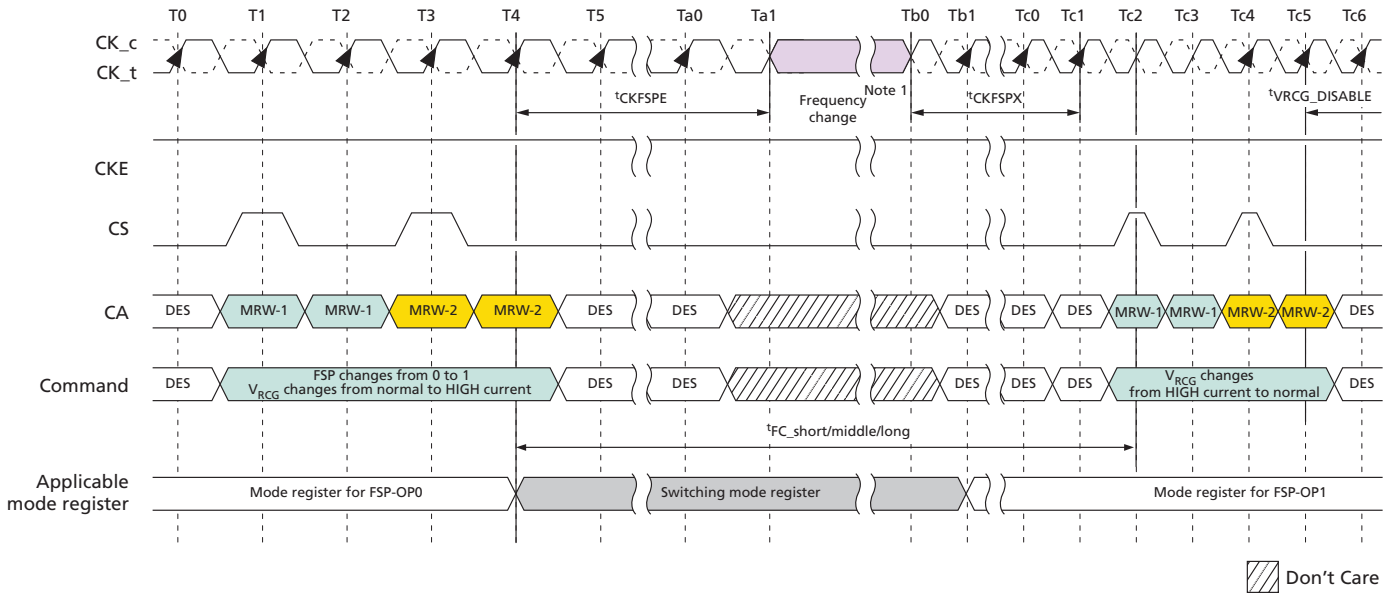 T0 T1 T2 T3 T4 T5 Ta0 Ta1 Tb0 Tb1 Tc0 Tc1 Tc2 Tc3 Tc4 Tc5 Tc6
CK_c
CK_t
tCKFSPE
Frequency
change
Note 1
tCKFSPX
tVRCG_DISABLE
CKE
CS
CA
DES MRW-1 MRW-1 MRW-2 MRW-2 DES DES DES DES DES MRW-1 MRW-1 MRW-2 MRW-2 DES
Command
DES
FSP changes from 0 to 1
VRCG changes from normal to HIGH current
DES DES DES DES DES
VRCG changes
from HIGH current to normal
DES
tFC_short/middle/long
Applicable
mode register
Mode register for FSP-OP0
Switching mode register
Mode register for FSP-OP1
Don't Care